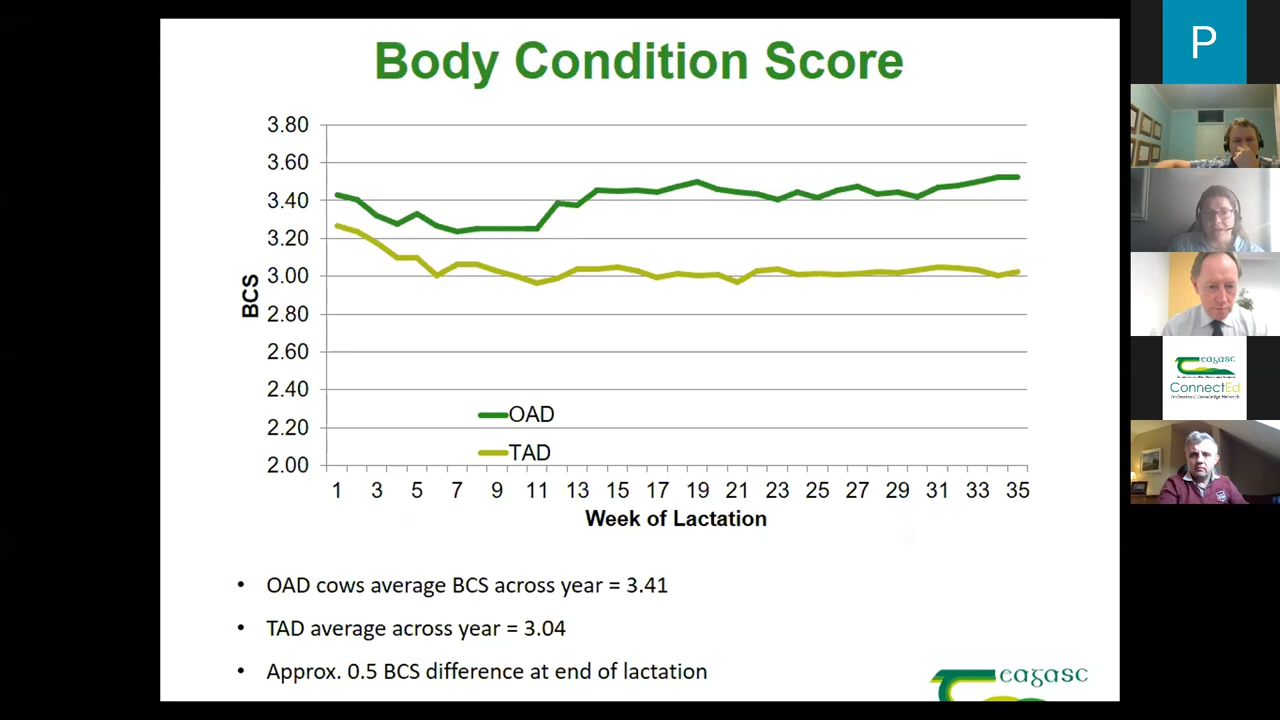 Body Condition Score
3.80
3.60
3.40
3.20
3.00
2.80
2.60
2.40
2.20
2.00
BCS
OAD
TAD
1 3 5 7 9 11 13 15 17 19 21 23 25 27 29 31 33 35
Week of Lactation
• OAD cows average BCS across year = 3.41
• TAD average across year = 3.04
• Approx. 0.5 BCS difference at end of lactation
eagasc
P
eagasc
ConnectEd